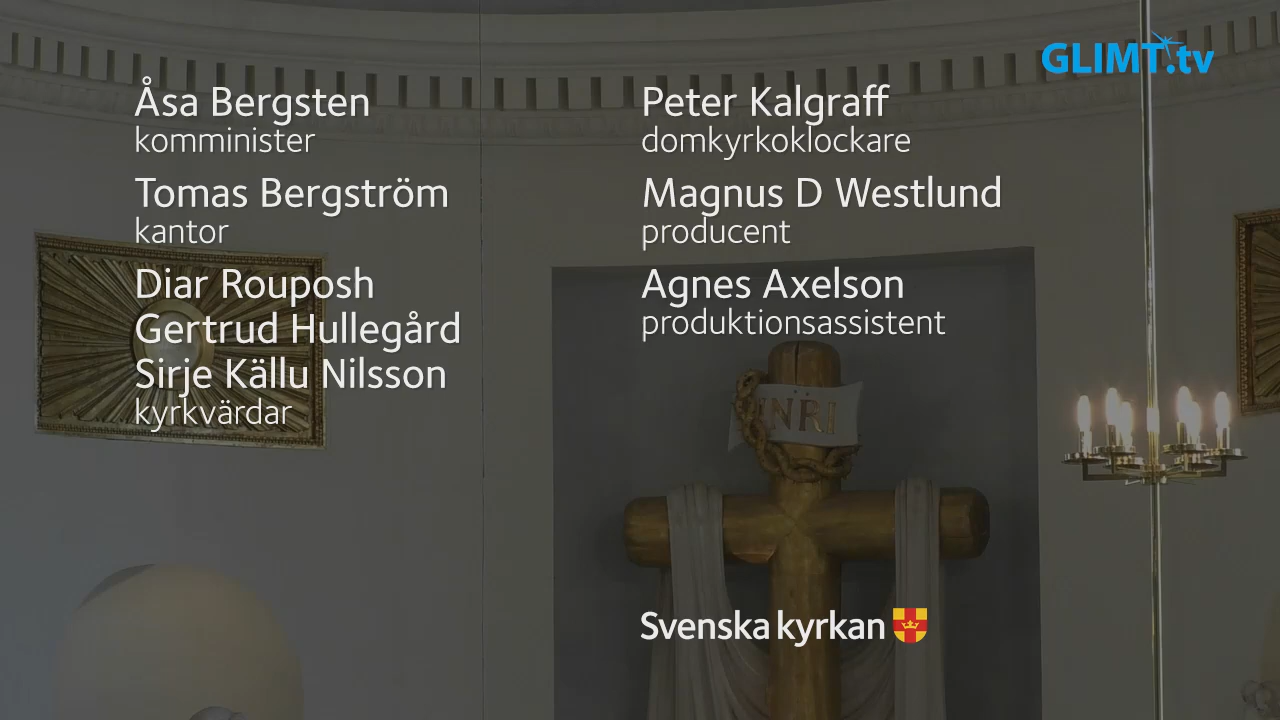 GLIMT.tv
Åsa Bergsten
komminister
Tomas Bergström
kantor
Diar Rouposh
Gertrud Hullegård
Sirje Källu Nilsson
kyrkvärdar
Peter Kalgraff
domkyrkoklockare
Magnus D Westlund
producent
Agnes Axelson
produktionsassistent
INRI
Svenska kyrkan